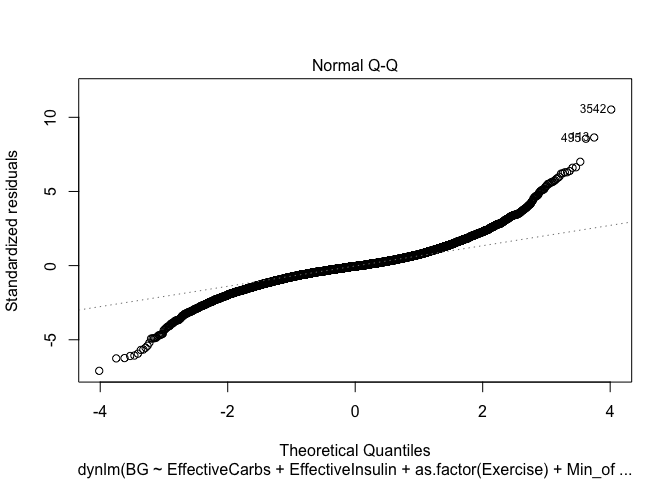 Normal Q-Q
Standardized residuals
10
5
0
-5
3542
-4
-2
0
2
4
Theoretical Quantiles
dynlm(BG ~ EffectiveCarbs + EffectiveInsulin + as.factor(Exercise) + Min_of ...